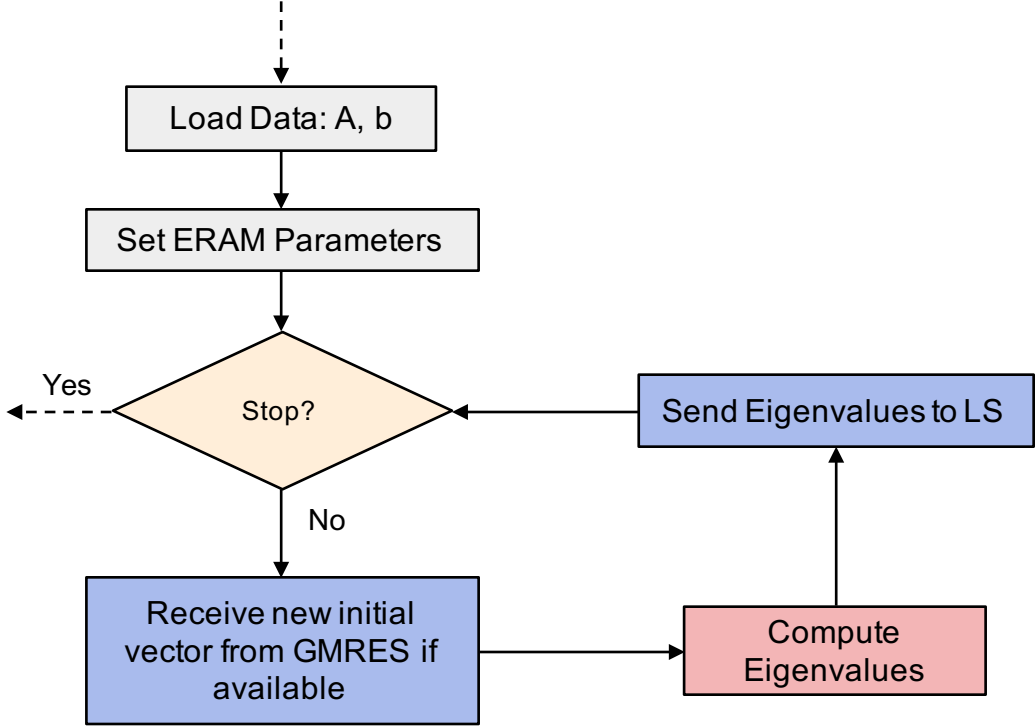 Load Data: A, b
Set ERAM Parameters
Yes
Stop?
Send Eigenvalues to LS
No
Receive new initial
vector from GMRES if
available
Compute
Eigenvalues